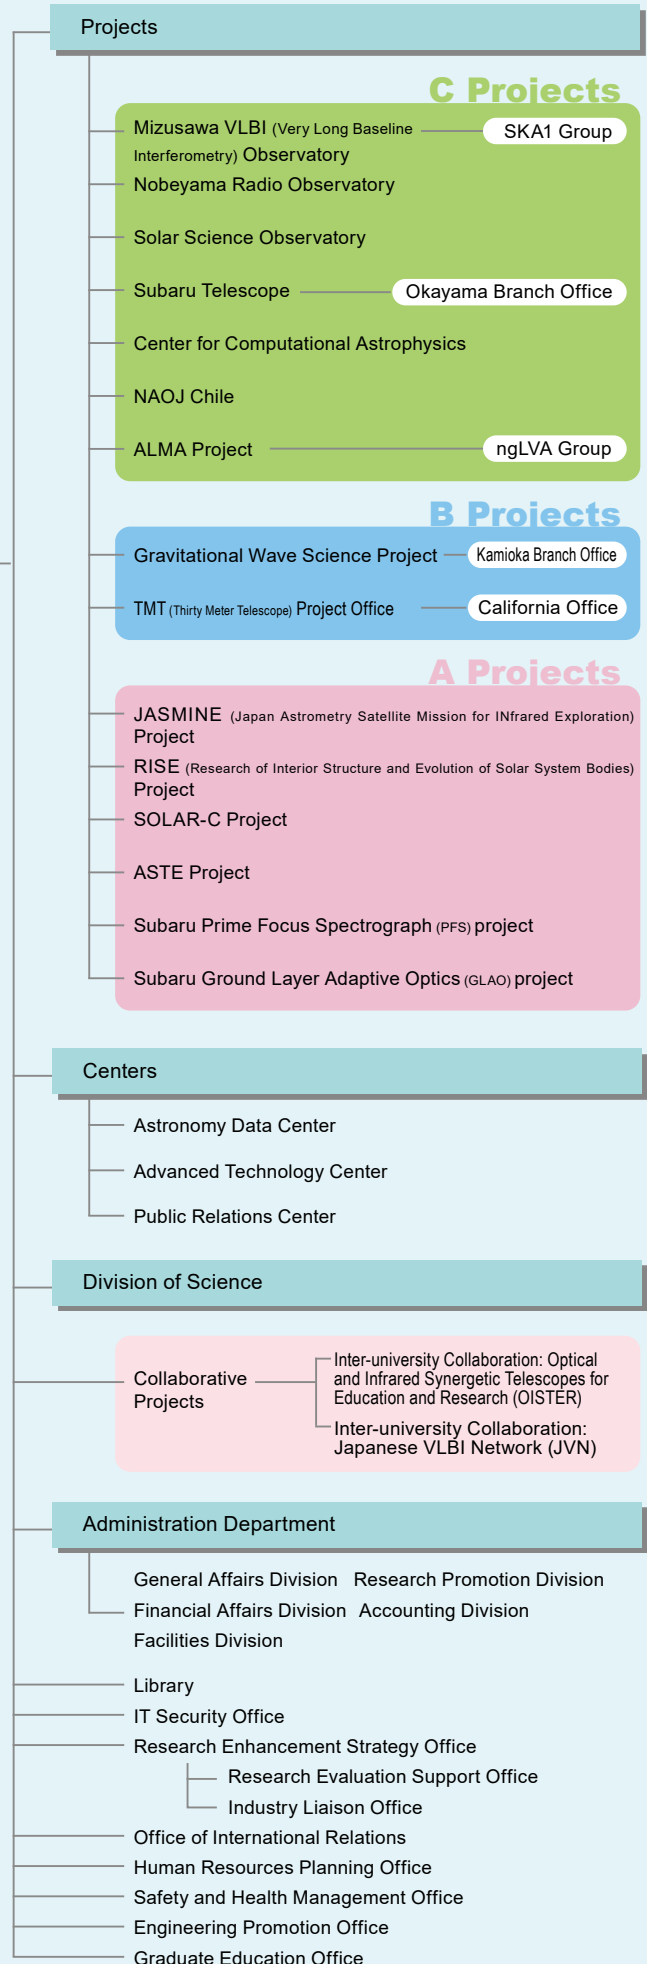 Projects
C Projects
Mizusawa VLBI (Very Long Baseline
Interferometry) Observatory
SKA1 Group
Nobeyama Radio Observatory
Solar Science Observatory
Subaru Telescope
Okayama Branch Office
Center for Computational Astrophysics
NAOJ Chile
ALMA Project
ngLVA Group
B Projects
Gravitational Wave Science Project
Kamioka Branch Office
TMT (Thirty Meter Telescope) Project Office
California Office
A Projects
JASMINE (Japan Astrometry Satellite Mission for INfrared Exploration)
Project
RISE (Research of Interior Structure and Evolution of Solar System Bodies)
Project
SOLAR-C Project
ASTE Project
Subaru Prime Focus Spectrograph (PFS) project
Subaru Ground Layer Adaptive Optics (GLAO) project
Centers
Astronomy Data Center
Advanced Technology Center
Public Relations Center
Division of Science
Collaborative
Projects
Inter-university Collaboration: Optical
and Infrared Synergetic Telescopes for
Education and Research (OISTER)
Inter-university Collaboration:
Japanese VLBI Network (JVN)
Administration Department
General Affairs Division Research Promotion Division
Financial Affairs Division Accounting Division
Facilities Division
Library
IT Security Office
Research Enhancement Strategy Office
Research Evaluation Support Office
Industry Liaison Office
Office of International Relations
Human Resources Planning Office
Safety and Health Management Office
Engineering Promotion Office
Graduate Education Office